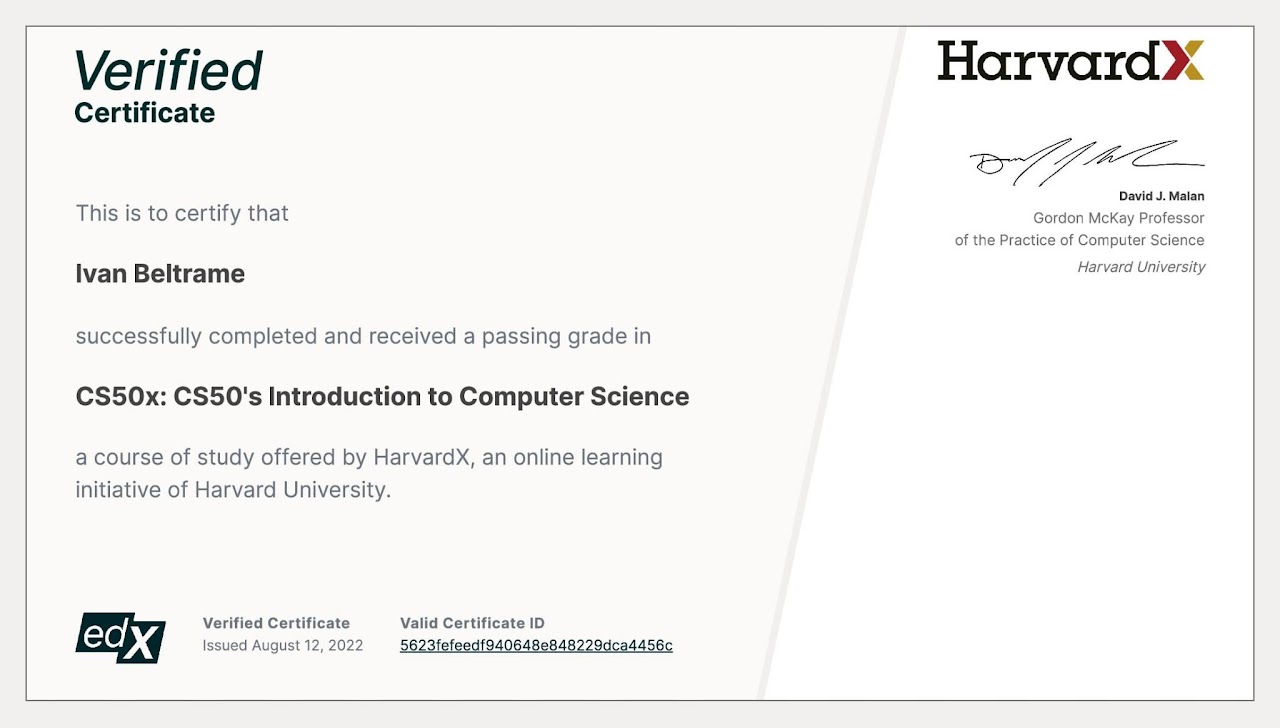 Verified
Certificate
This is to certify that
Ivan Beltrame
successfully completed and received a passing grade in
CS50x: CS50's Introduction to Computer Science
a course of study offered by HarvardX, an online learning
initiative of Harvard University.
edX
Verified Certificate
Issued August 12, 2022
Valid Certificate ID
5623fefeedf940648e848229dca4456c
HarvardX
David J. Malan
Gordon McKay Professor
of the Practice of Computer Science
Harvard University